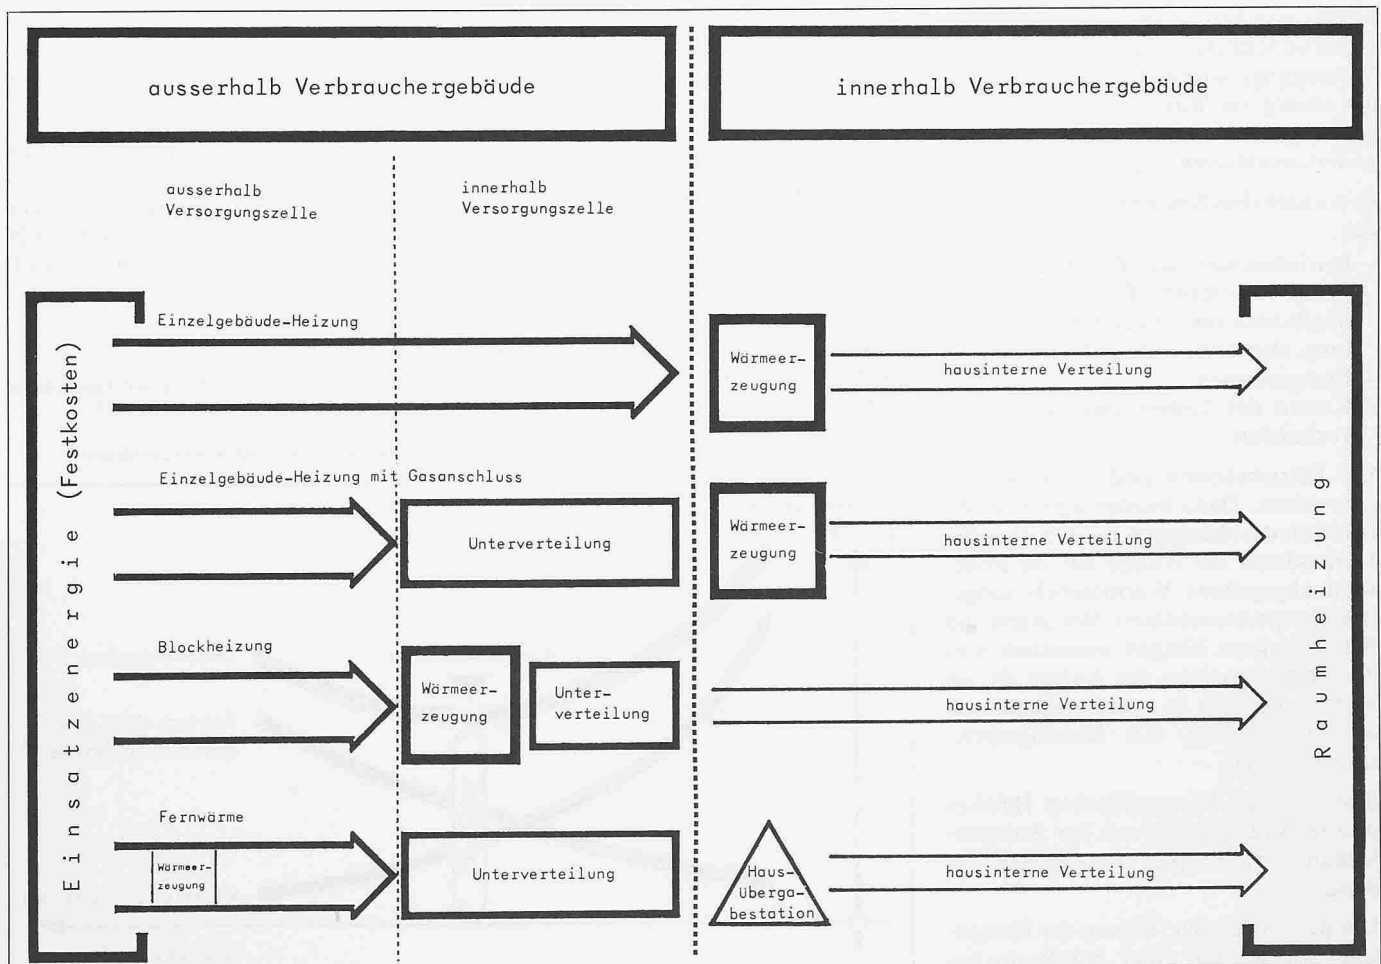 ausserhalb Verbrauchergebäude
innerhalb Verbrauchergebäude
ausserhalb
Versorgungszelle
innerhalb
Versorgungszelle
Einsatzenergie (Festkosten)
Einzelgebäude-Heizung
Wärmeer-
zeugung
hausinterne Verteilung
Einzelgebäude-Heizung mit Gasanschluss
Unterverteilung
Wärmeer-
zeugung
hausinterne Verteilung
Blockheizung
Wärmeer-
zeugung
Unter-
verteilung
hausinterne Verteilung
Fernwärme
Wärmeer-
zeugung
Unterverteilung
Haus-
Überga-
bestation
hausinterne Verteilung
Raumheizung